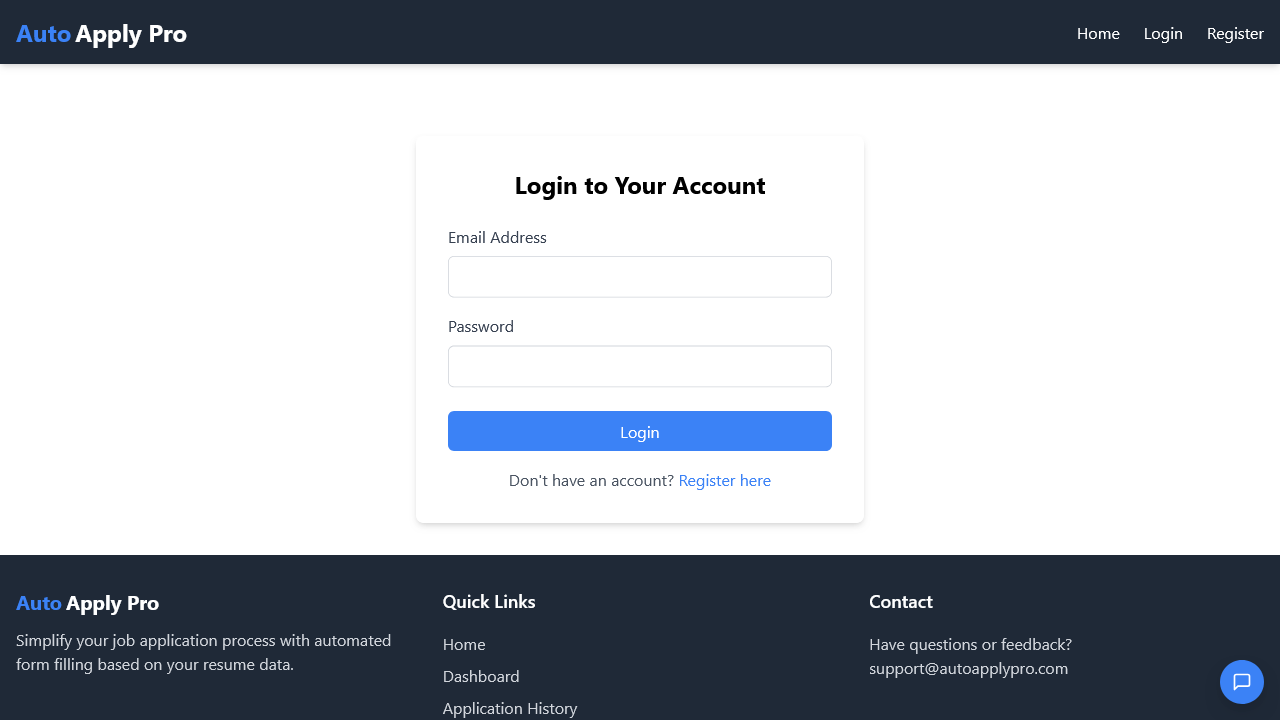 Auto Apply Pro
Home
Login
Register
Login to Your Account
Email Address
Password
Login
Don't have an account? Register here
Auto Apply Pro
Simplify your job application process with automated
form filling based on your resume data.
Quick Links
Home
Dashboard
Application History
Contact
Have questions or feedback?
support@autoapplypro.com